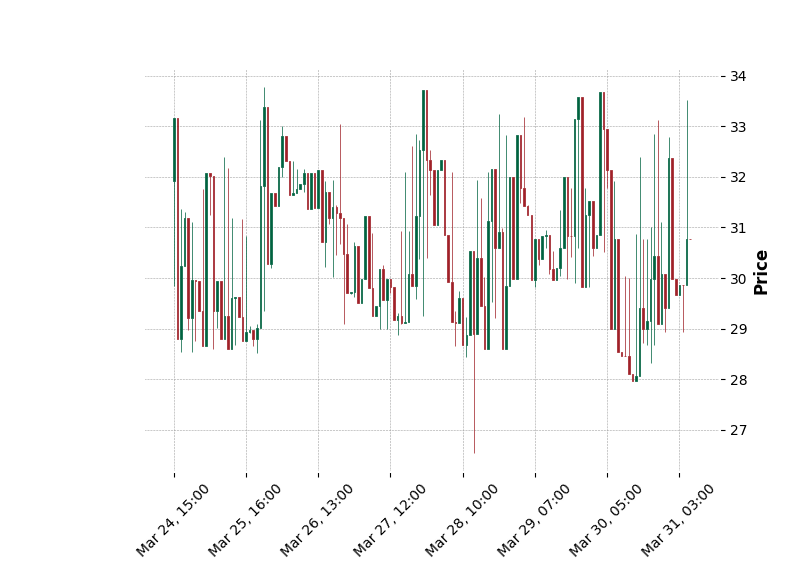 34
33
32
31
30
29
28
27
Price
Mar 24, 15:00
Mar 25, 16:00
Mar 26, 13:00
Mar 27, 12:00
Mar 28, 10:00
Mar 29, 07:00
Mar 30, 05:00
Mar 31, 03:00